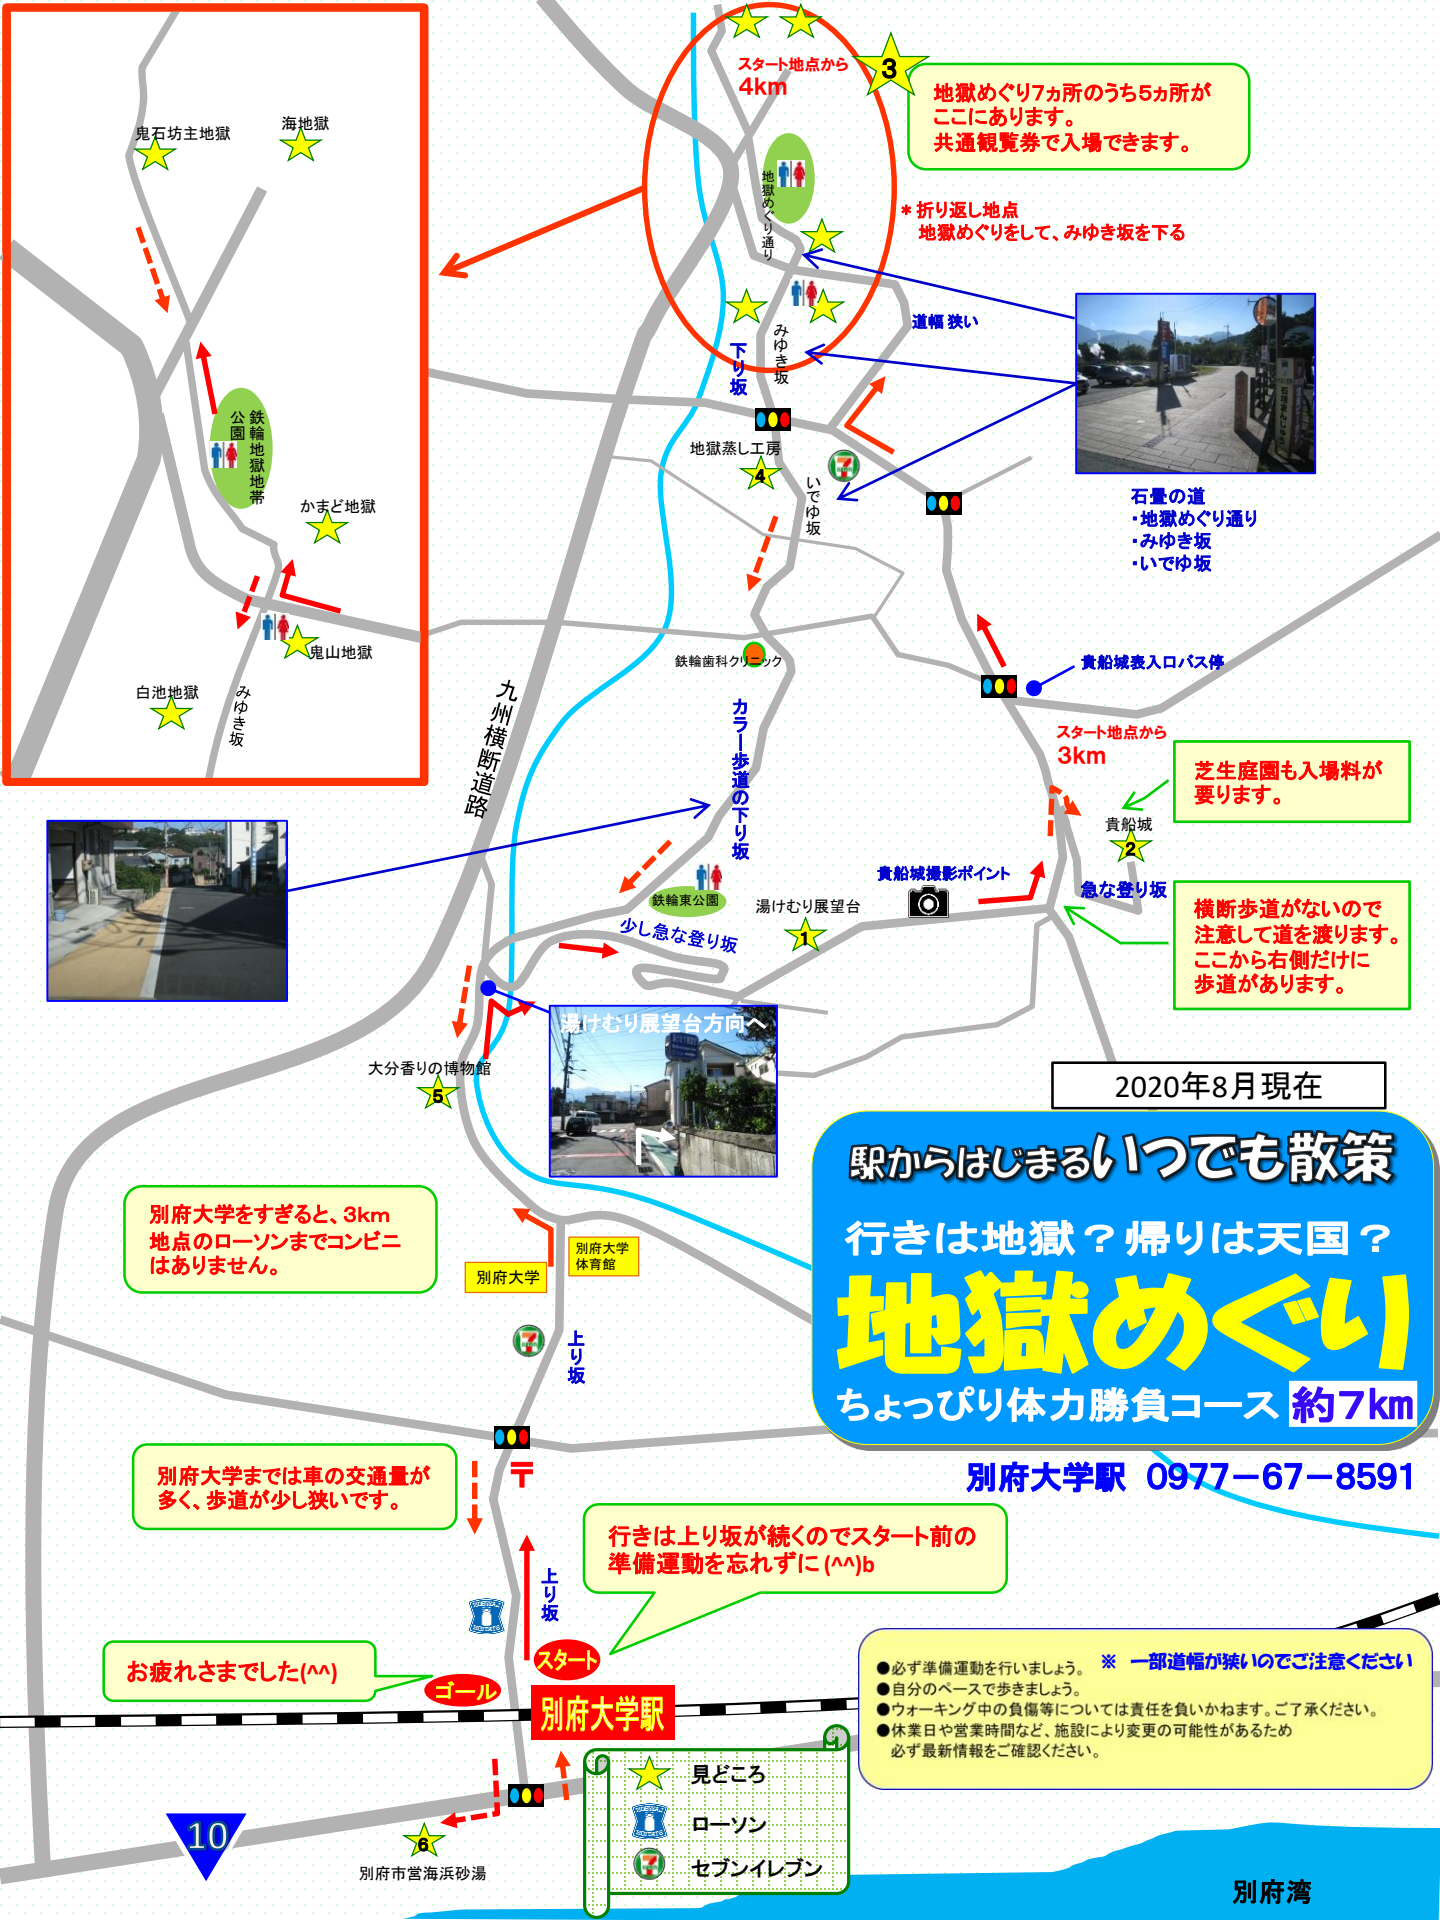 鬼石坊主地獄
海地獄
鉄輪地獄地帯
公園
かまど地獄
鬼山地獄
白池地獄
みゆき坂
スタート地点から
4km
3
地獄めぐり7ヵ所のうち5ヵ所が
ここにあります。
共通観覧券で入場できます。
*折り返し地点
地獄めぐりをして、みゆき坂を下る
地獄めぐり通り
道幅 狭い
みゆき坂
下り坂
地獄蒸し工房
4
いでゆ坂
石畳の道
・地獄めぐり通り
・みゆき坂
・いでゆ坂
鉄輪歯科クリニック
貴船城表入口バス停
九州横断道路
カラー歩道の下り坂
スタート地点から
3km
芝生庭園も入場料が
要ります。
貴船城
2
急な登り坂
貴船城撮影ポイント
鉄輪東公園
湯けむり展望台
1
少し急な登り坂
横断歩道がないので
注意して道を渡ります。
ここから右側だけに
歩道があります。
湯けむり展望台方向へ
大分香りの博物館
5
2020年8月現在
駅からはじまるいつでも散策
行きは地獄？帰りは天国？
地獄めぐり
ちょっぴり体力勝負コース 約7km
別府大学駅 0977－67－8591
別府大学をすぎると、3km
地点のローソンまでコンビニ
はありません。
別府大学
体育館
別府大学
上り坂
別府大学までは車の交通量が
多く、歩道が少し狭いです。
〒
行きは上り坂が続くのでスタート前の
準備運動を忘れずに(^^)b
上り坂
お疲れさまでした(^^)
スタート
ゴール
別府大学駅
※ 一部道幅が狭いのでご注意ください
●必ず準備運動を行いましょう。
●自分のペースで歩きましょう。
●ウォーキング中の負傷等については責任を負いかねます。ご了承ください。
●休業日や営業時間など、施設により変更の可能性があるため
必ず最新情報をご確認ください。
見どころ
ローソン
セブンイレブン
10
6
別府市営海浜砂湯
別府湾